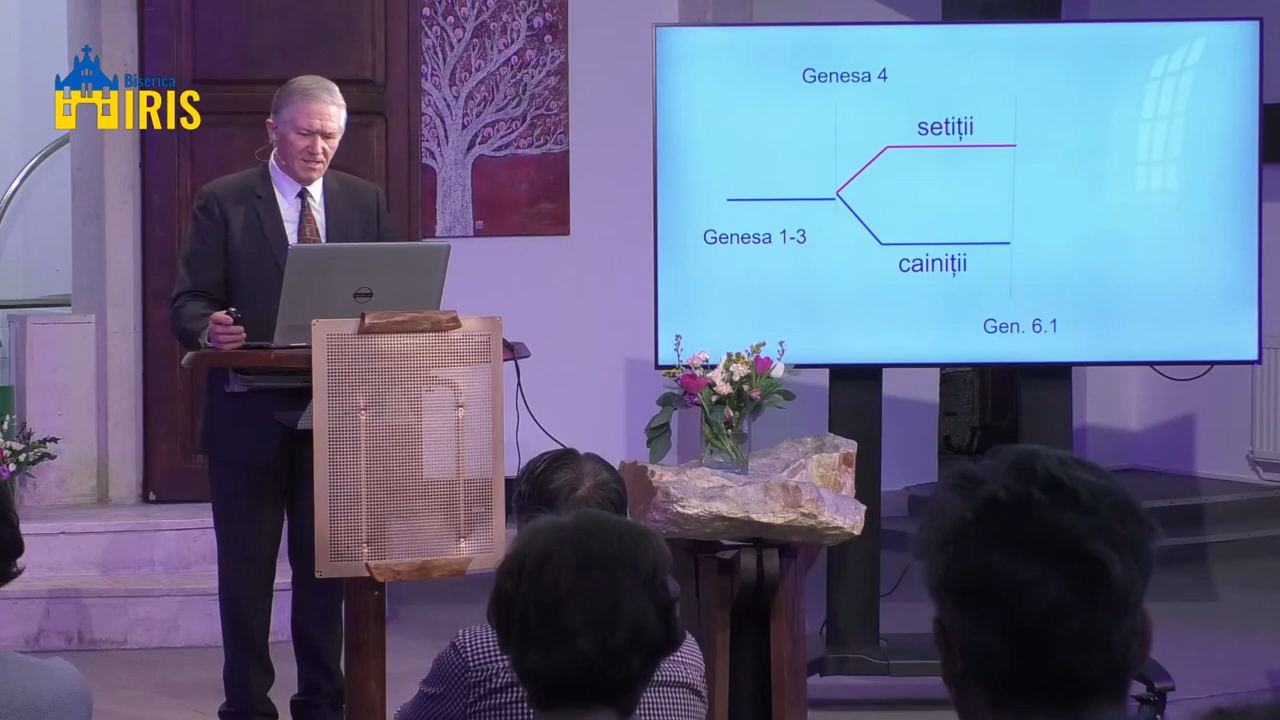 Biserica
IRIS
Genesa 4
setiții
Genesa 1-3
cainiții
Gen. 6.1